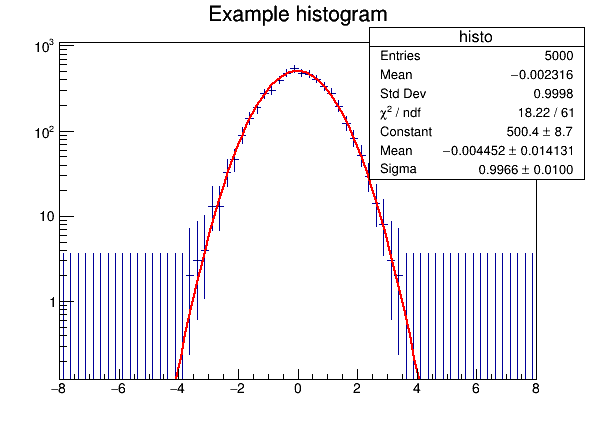 Example histogram
histo
Entries 5000
Mean −0.002316
Std Dev 0.9998
χ² / ndf 18.22 / 61
Constant 500.4 ± 8.7
Mean −0.004452 ± 0.014131
Sigma 0.9966 ± 0.0100
10³
10²
10
1
−8 −6 −4 −2 0 2 4 6 8